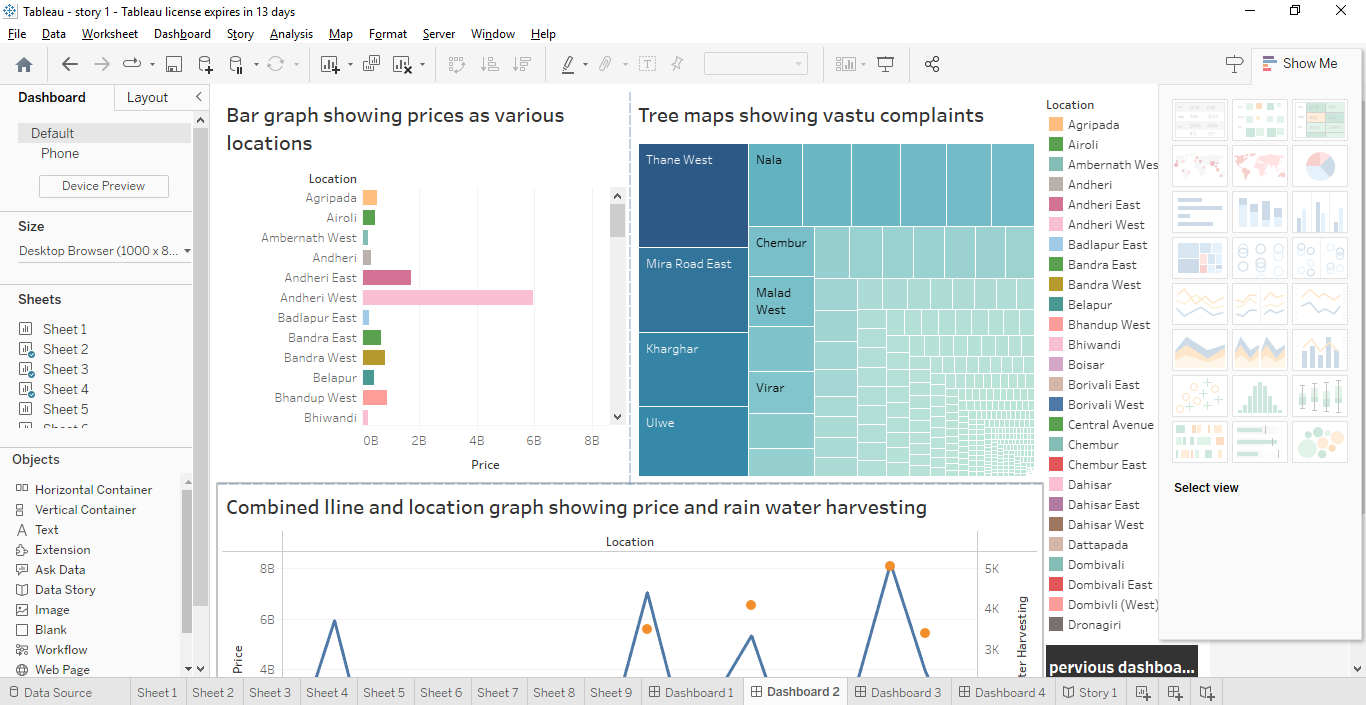 Tableau - story 1 - Tableau license expires in 13 days
File Data Worksheet Dashboard Story Analysis Map Format Server Window Help
Show Me
Dashboard Layout
Default
Phone
Device Preview
Size
Desktop Browser (1000 x 8...
Sheets
Sheet 1
Sheet 2
Sheet 3
Sheet 4
Sheet 5
Objects
Horizontal Container
Vertical Container
Text
Extension
Ask Data
Data Story
Image
Blank
Workflow
Web Page
Bar graph showing prices as various
locations
Location
Agripada
Airoli
Ambernath West
Andheri
Andheri East
Andheri West
Badlapur East
Bandra East
Bandra West
Belapur
Bhandup West
Bhiwandi
0B 2B 4B 6B 8B
Price
Tree maps showing vastu complaints
Thane West
Mira Road East
Kharghar
Ulwe
Nala
Chembur
Malad
West
Virar
Combined lline and location graph showing price and rain water harvesting
Location
8B
6B
4B
Price
5K
4K
3K
ter Harvesting
Location
Agripada
Airoli
Ambernath Wes
Andheri
Andheri East
Andheri West
Badlapur East
Bandra East
Bandra West
Belapur
Bhandup West
Bhiwandi
Boisar
Borivali East
Borivali West
Central Avenue
Chembur
Chembur East
Dahisar
Dahisar East
Dahisar West
Dattapada
Dombivali
Dombivali East
Dombivli (West)
Dronagiri
pervious dashboa...
Select view
Data Source Sheet 1 Sheet 2 Sheet 3 Sheet 4 Sheet 5 Sheet 6 Sheet 7 Sheet 8 Sheet 9 Dashboard 1 Dashboard 2 Dashboard 3 Dashboard 4 Story 1